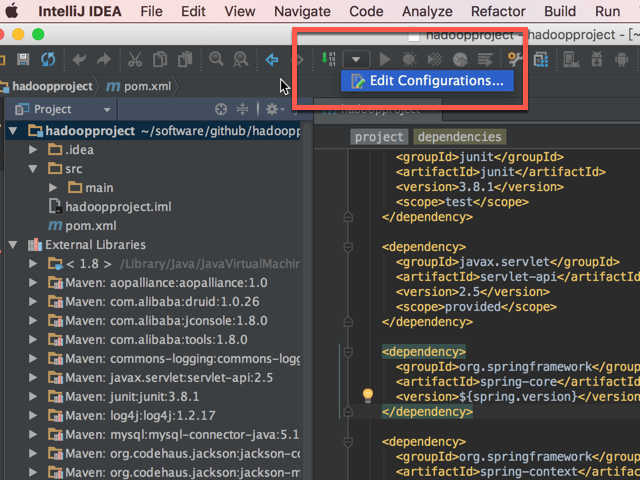 IntelliJ IDEA File Edit View Navigate Code Analyze Refactor Build Run
hadoopproject - hadoopproject - [~
hadoopproject pom.xml
Edit Configurations...
Project
hadoopproject ~/software/github/hadoopp
.idea
src
main
hadoopproject.iml
pom.xml
External Libraries
< 1.8 > /Library/Java/JavaVirtualMachin
Maven: aopalliance:aopalliance:1.0
Maven: com.alibaba:druid:1.0.26
Maven: com.alibaba:jconsole:1.8.0
Maven: com.alibaba:tools:1.8.0
Maven: commons-logging:commons-logg
Maven: javax.servlet:servlet-api:2.5
Maven: junit:junit:3.8.1
Maven: log4j:log4j:1.2.17
Maven: mysql:mysql-connector-java:5.1
Maven: org.codehaus.jackson:jackson-co
Maven: org.codehaus.jackson:jackson-m
project dependencies
<groupId>junit</groupId>
<artifactId>junit</artifactId>
<version>3.8.1</version>
<scope>test</scope>
</dependency>
<dependency>
<groupId>javax.servlet</groupId>
<artifactId>servlet-api</artifactId>
<version>2.5</version>
<scope>provided</scope>
</dependency>
<dependency>
<groupId>org.springframework</g
<artifactId>spring-core</artifac
<version>${spring.version}</vers
</dependency>
<dependency>
<groupId>org.springframework</g
<artifactId>spring-context</arti